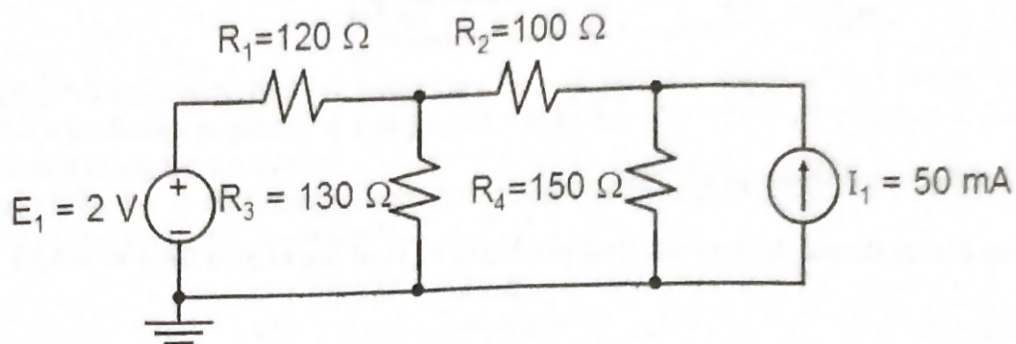 R₁=120 Ω
R₂=100 Ω
E₁ = 2 V
+
−
R₃ = 130 Ω
R₄=150 Ω
I₁ = 50 mA